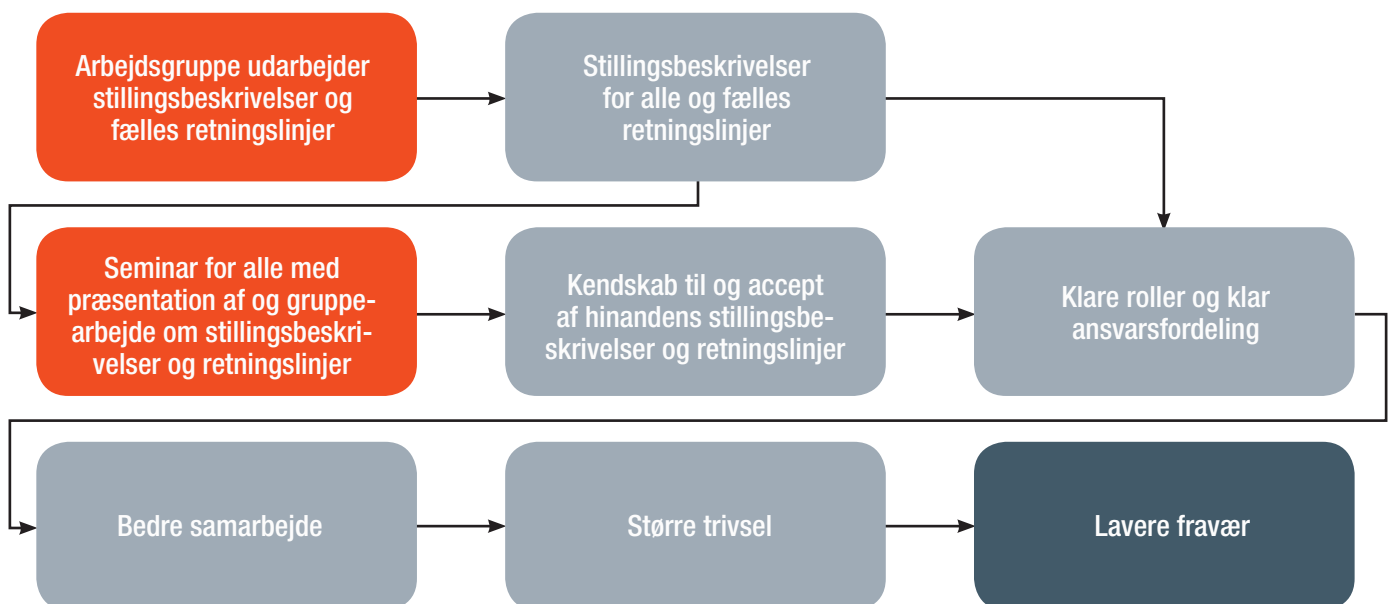 Arbejdsgruppe udarbejder
stillingsbeskrivelser og
fælles retningslinjer
Stillingsbeskrivelser
for alle og fælles
retningslinjer
Seminar for alle med
præsentation af og gruppe-
arbejde om stillingsbeskri-
velser og retningslinjer
Kendskab til og accept
af hinandens stillingsbe-
skrivelser og retningslinjer
Klare roller og klar
ansvarsfordeling
Bedre samarbejde
Større trivsel
Lavere fravær